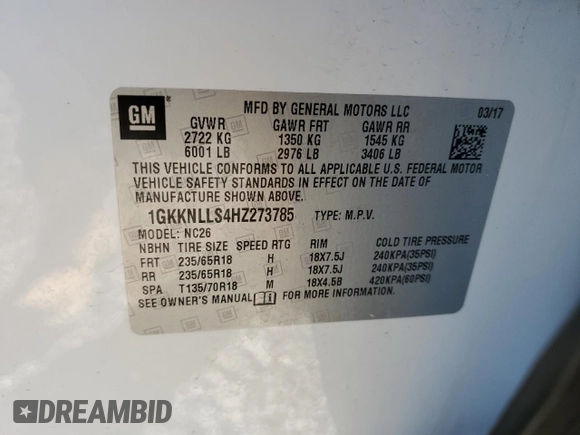 GM
MFD BY GENERAL MOTORS LLC 03/17
GVWR GAWR FRT GAWR RR
2722 KG 1350 KG 1545 KG
6001 LB 2976 LB 3406 LB
THIS VEHICLE CONFORMS TO ALL APPLICABLE U.S. FEDERAL MOTOR
VEHICLE SAFETY STANDARDS IN EFFECT ON THE DATE OF
MANUFACTURE SHOWN ABOVE.
1GKKNLLS4HZ273785 TYPE: M.P.V.
MODEL: NC26
NBHN TIRE SIZE SPEED RTG RIM COLD TIRE PRESSURE
FRT 235/65R18 H 18X7.5J 240KPA(35PSI)
RR 235/65R18 H 18X7.5J 240KPA(35PSI)
SPA T135/70R18 18X4.5B 420KPA(60PSI)
SEE OWNER'S MANUAL FOR MORE INFORMATION.
DREAMBID